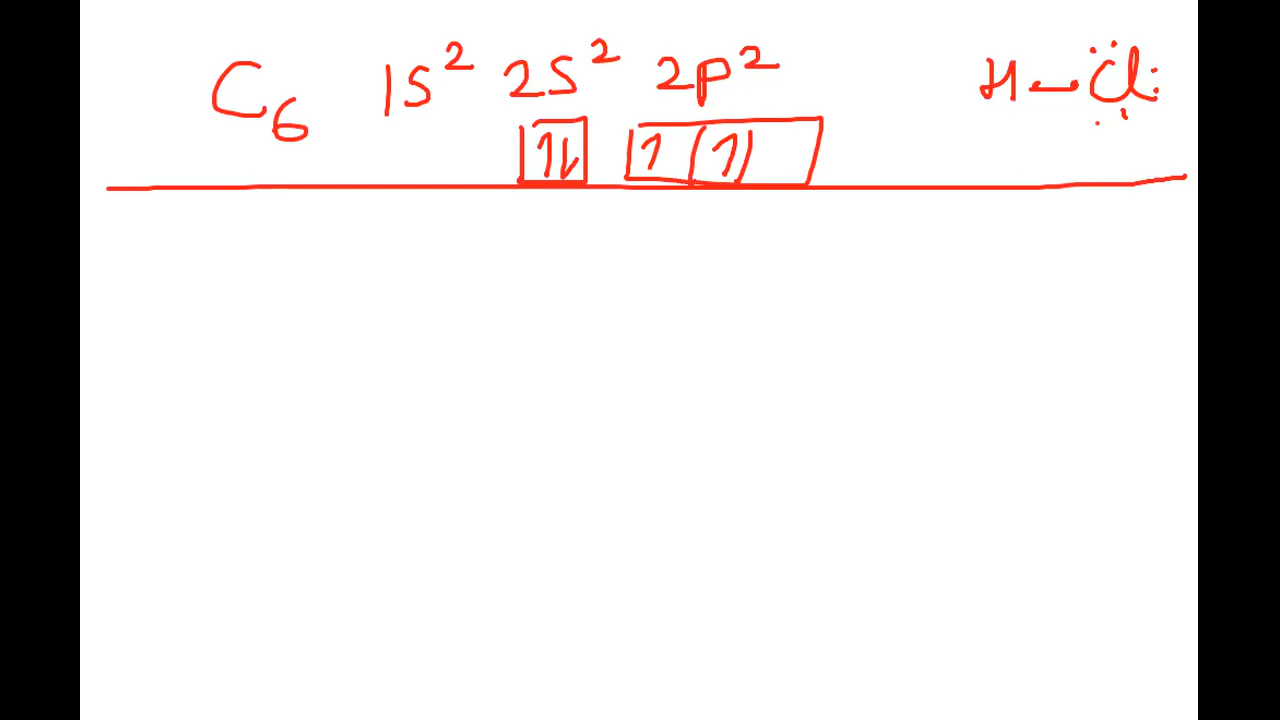 C₆ 1S² 2S² 2P² H—Cl
↑↓ ↑ ↑